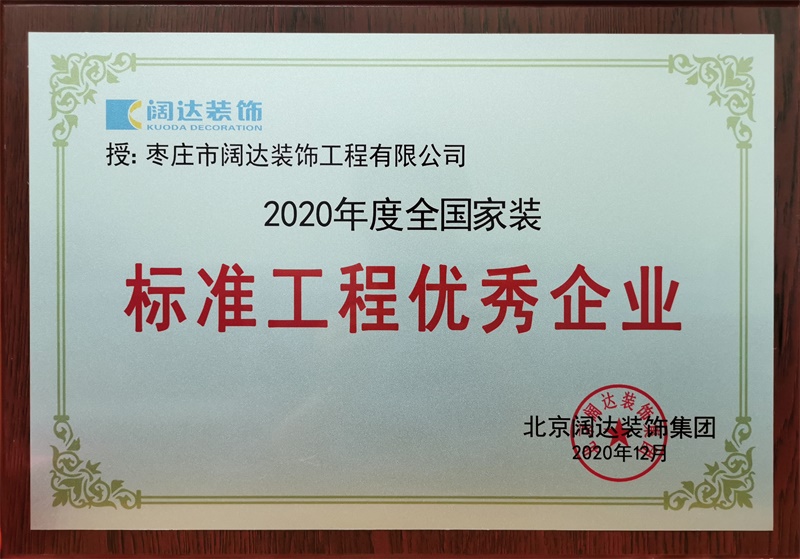 阔达装饰
KUODA DECORATION
授:枣庄市阔达装饰工程有限公司
2020年度全国家装
标准工程优秀企业
北京阔达装饰集团
2020年12月